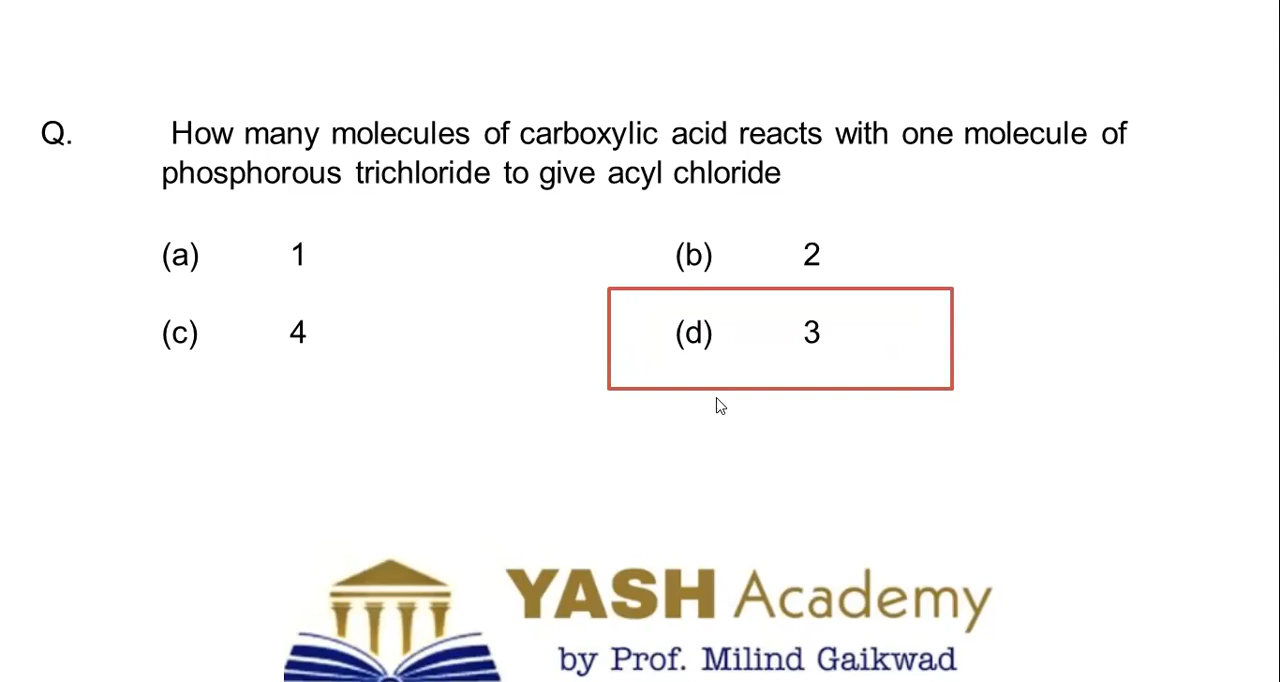 Q. How many molecules of carboxylic acid reacts with one molecule of
phosphorous trichloride to give acyl chloride
(a) 1 (b) 2
(c) 4 (d) 3
YASH Academy
by Prof. Milind Gaikwad